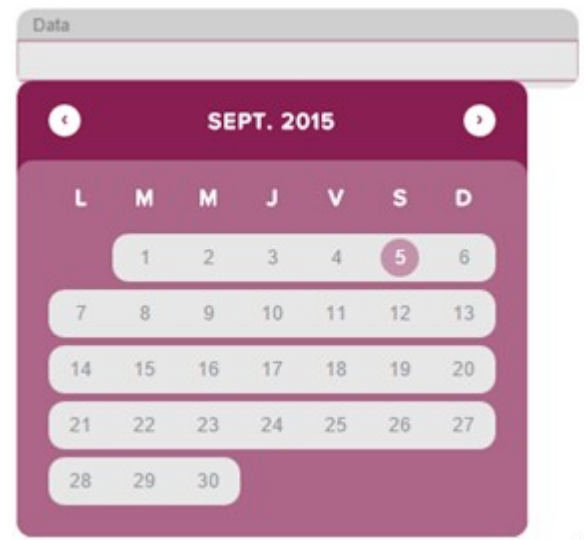 Data
‹ SEPT. 2015 ›
L M M J V S D
1 2 3 4 5 6
7 8 9 10 11 12 13
14 15 16 17 18 19 20
21 22 23 24 25 26 27
28 29 30